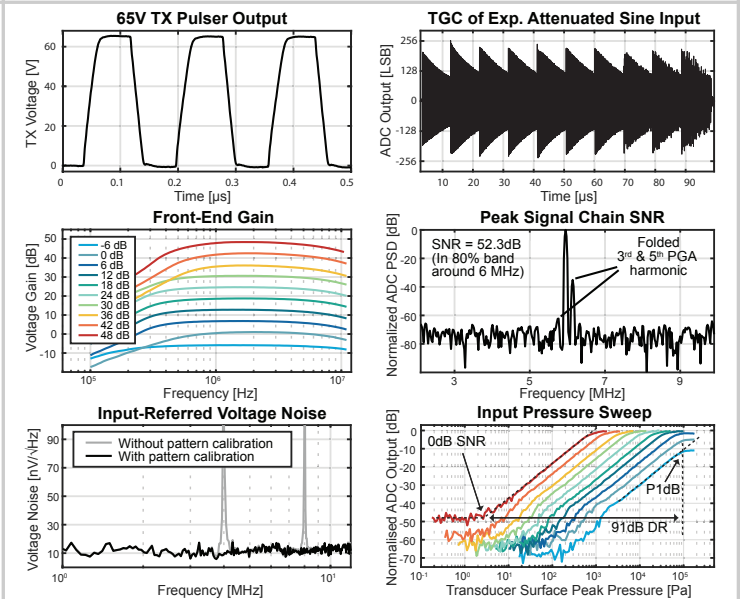 65V TX Pulser Output
TX Voltage [V]
60
40
20
0
0
0.1
0.2
0.3
0.4
0.5
Time [µs]
TGC of Exp. Attenuated Sine Input
ADC Output [LSB]
256
128
0
-128
-256
10
20
30
40
50
60
70
80
90
Time [µs]
Front-End Gain
Voltage Gain [dB]
50
40
30
20
10
0
-10
-6 dB
0 dB
6 dB
12 dB
18 dB
24 dB
30 dB
36 dB
42 dB
48 dB
10⁵
10⁶
10⁷
Frequency [Hz]
Peak Signal Chain SNR
Normalized ADC PSD [dB]
0
-20
-40
-60
-80
SNR = 52.3dB
(In 80% band
around 6 MHz)
Folded
3ʳᵈ & 5ᵗʰ PGA
harmonic
3
5
7
9
Frequency [MHz]
Input-Referred Voltage Noise
Voltage Noise [nV/√Hz]
90
70
50
30
10
Without pattern calibration
With pattern calibration
10⁰
10¹
Frequency [MHz]
Input Pressure Sweep
Normalised ADC Output [dB]
0
-10
-20
-30
-40
-50
-60
-70
0dB SNR
P1dB
91dB DR
10⁻¹
10⁰
10¹
10²
10³
10⁴
10⁵
Transducer Surface Peak Pressure [Pa]